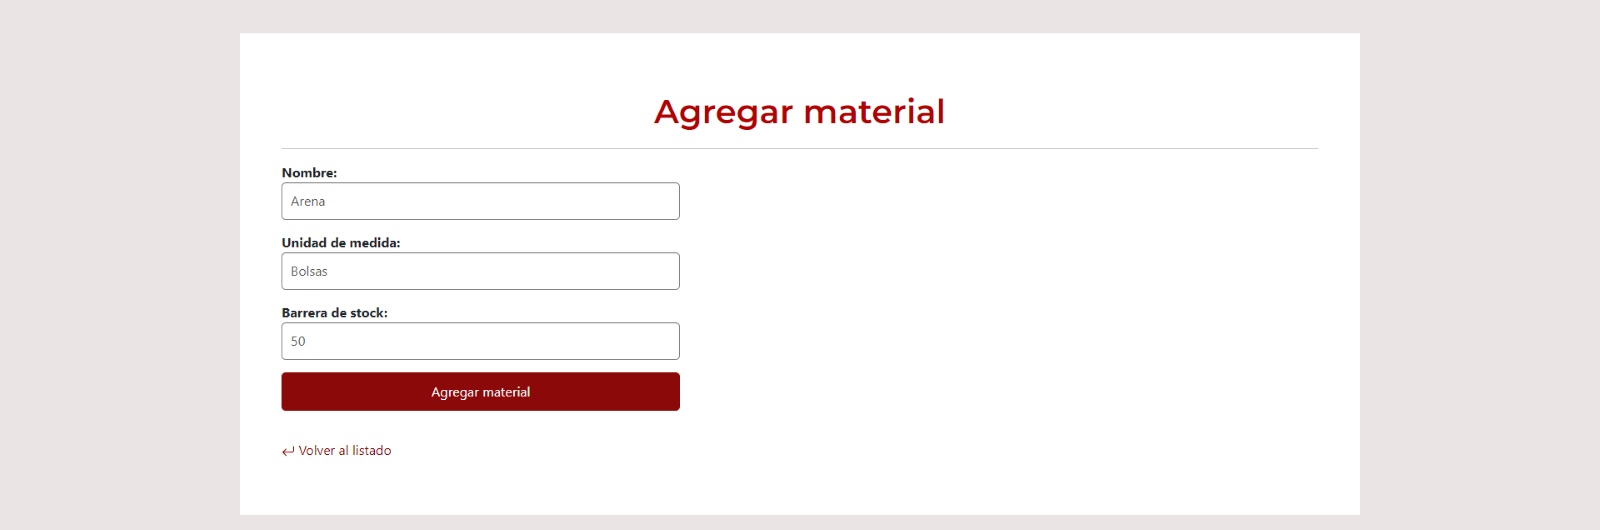 Agregar material
Nombre:
Arena
Unidad de medida:
Bolsas
Barrera de stock:
50
Agregar material
Volver al listado